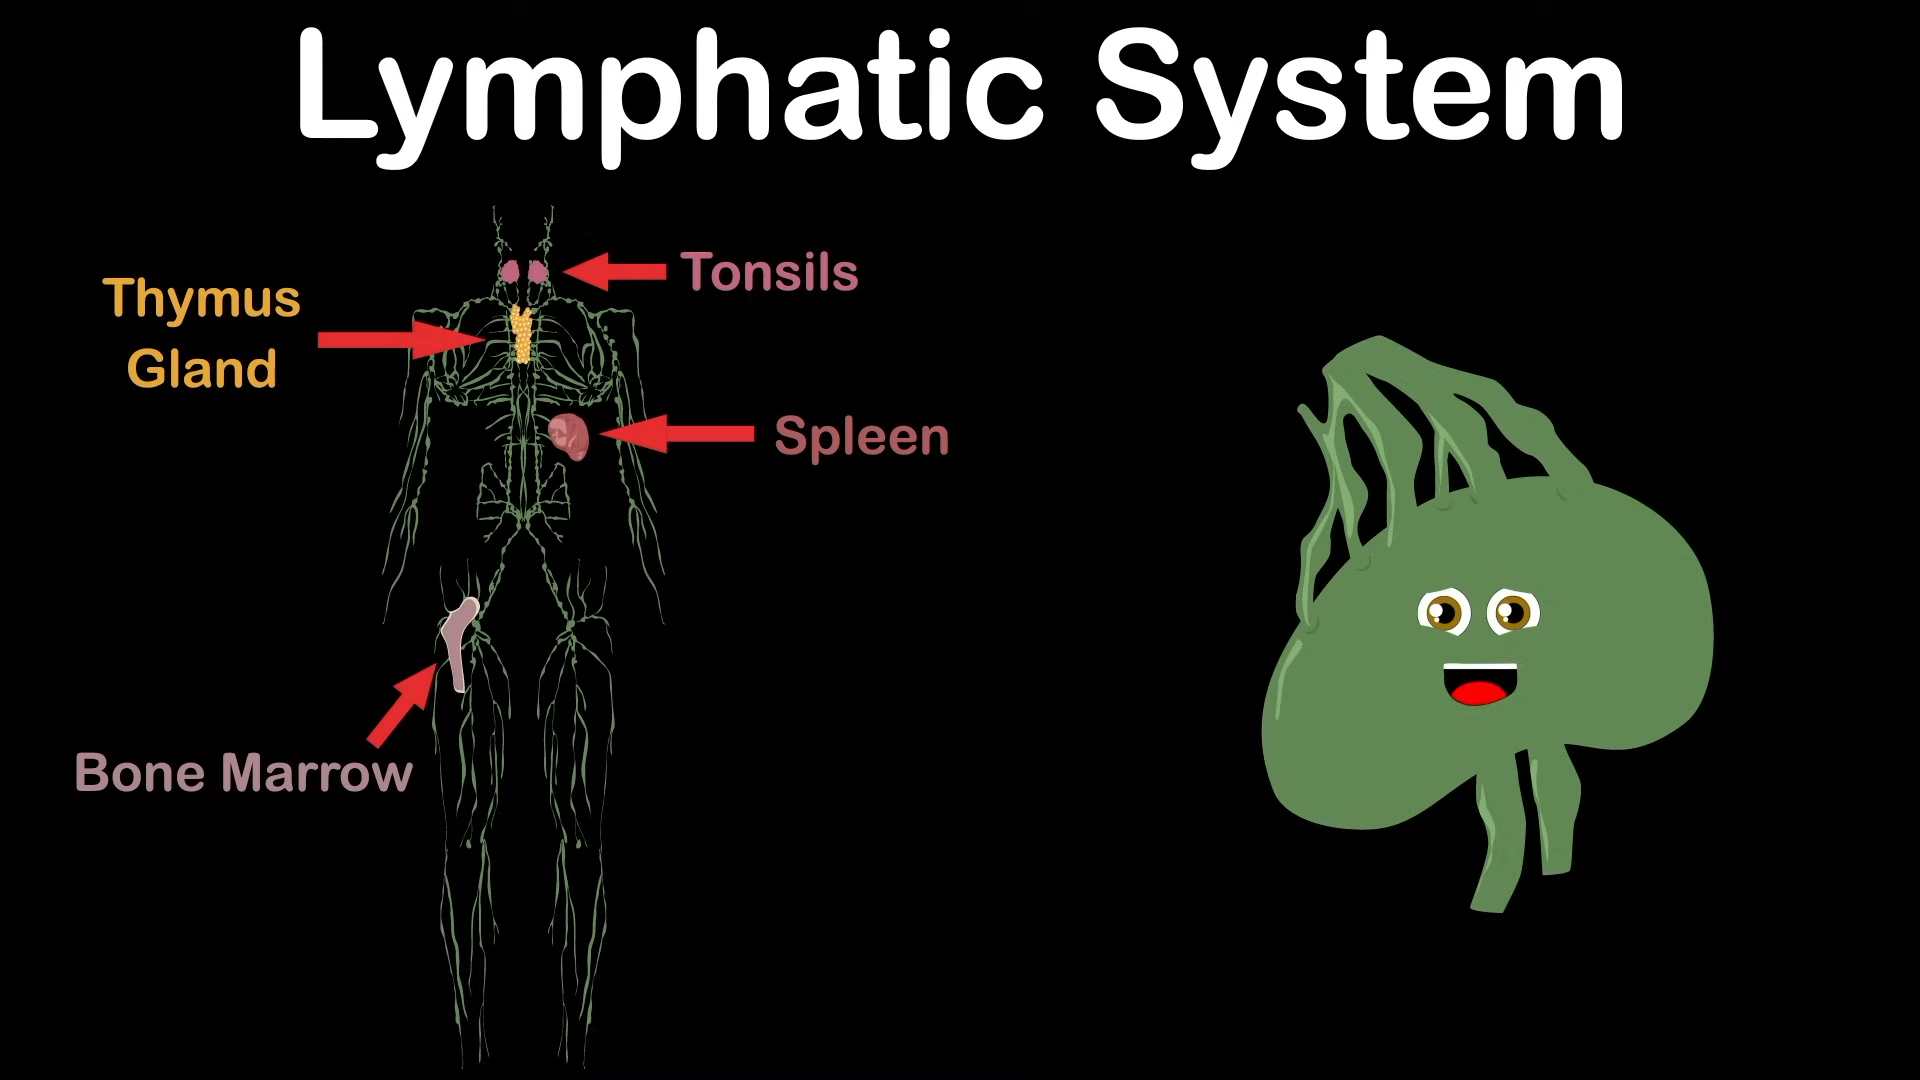 Lymphatic System
Tonsils
Thymus
Gland
Spleen
Bone Marrow